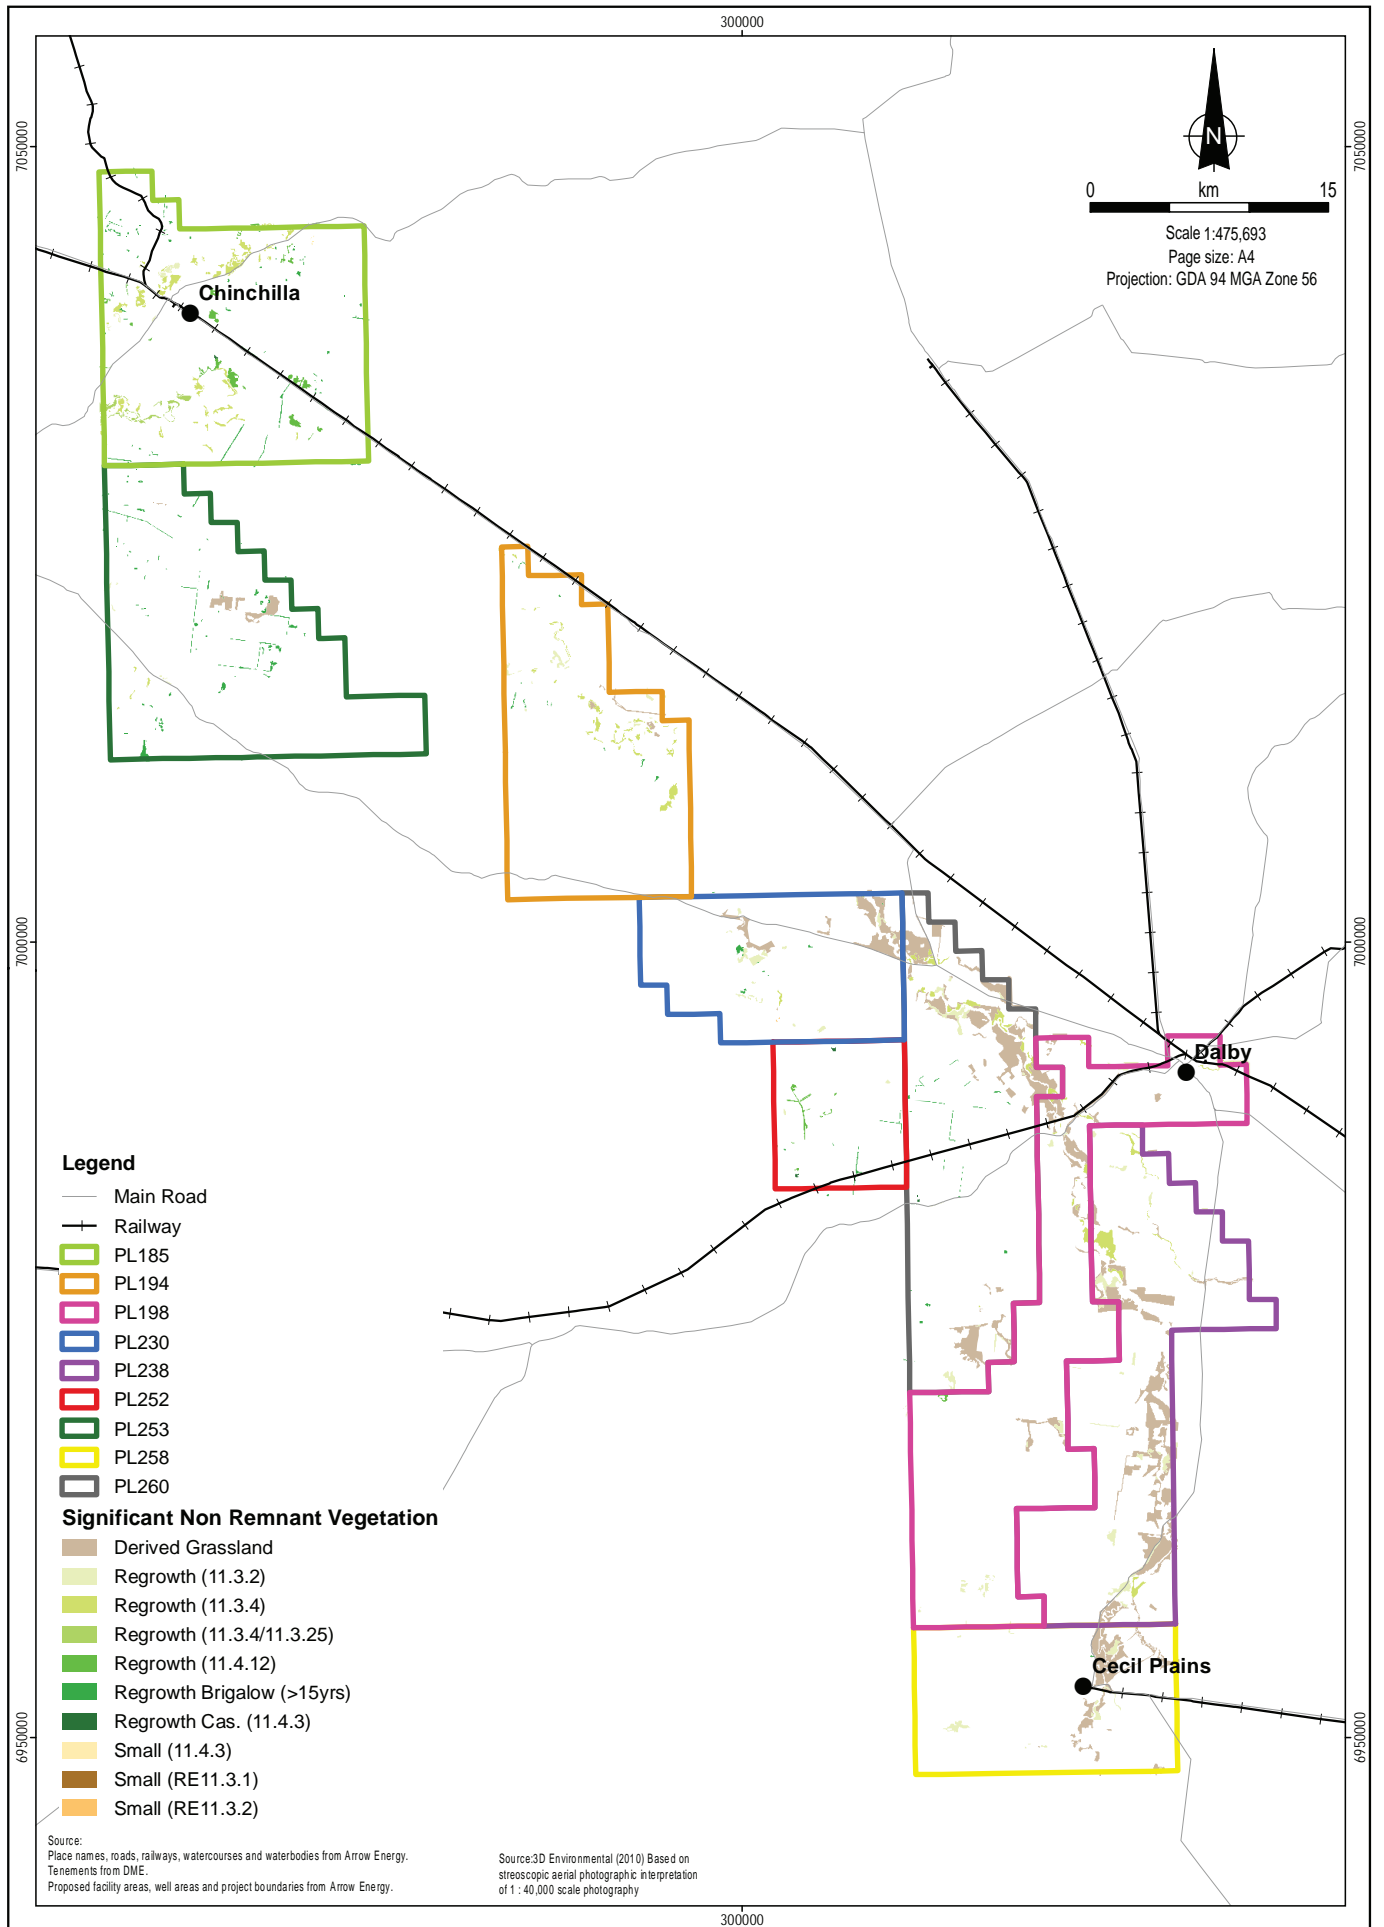 300000
7050000
7050000
N
0 km 15
Scale 1:475,693
Page size: A4
Projection: GDA 94 MGA Zone 56
Chinchilla
7000000
7000000
Dalby
Legend
Main Road
Railway
PL185
PL194
PL198
PL230
PL238
PL252
PL253
PL258
PL260
Significant Non Remnant Vegetation
Derived Grassland
Regrowth (11.3.2)
Regrowth (11.3.4)
Regrowth (11.3.4/11.3.25)
Regrowth (11.4.12)
Regrowth Brigalow (>15yrs)
Regrowth Cas. (11.4.3)
Small (11.4.3)
Small (RE11.3.1)
Small (RE11.3.2)
Cecil Plains
6950000
6950000
Source:
Place names, roads, railways, watercourses and waterbodies from Arrow Energy.
Tenements from DME.
Proposed facility areas, well areas and project boundaries from Arrow Energy.
Source:3D Environmental (2010) Based on
streoscopic aerial photographic interpretation
of 1 : 40,000 scale photography
300000